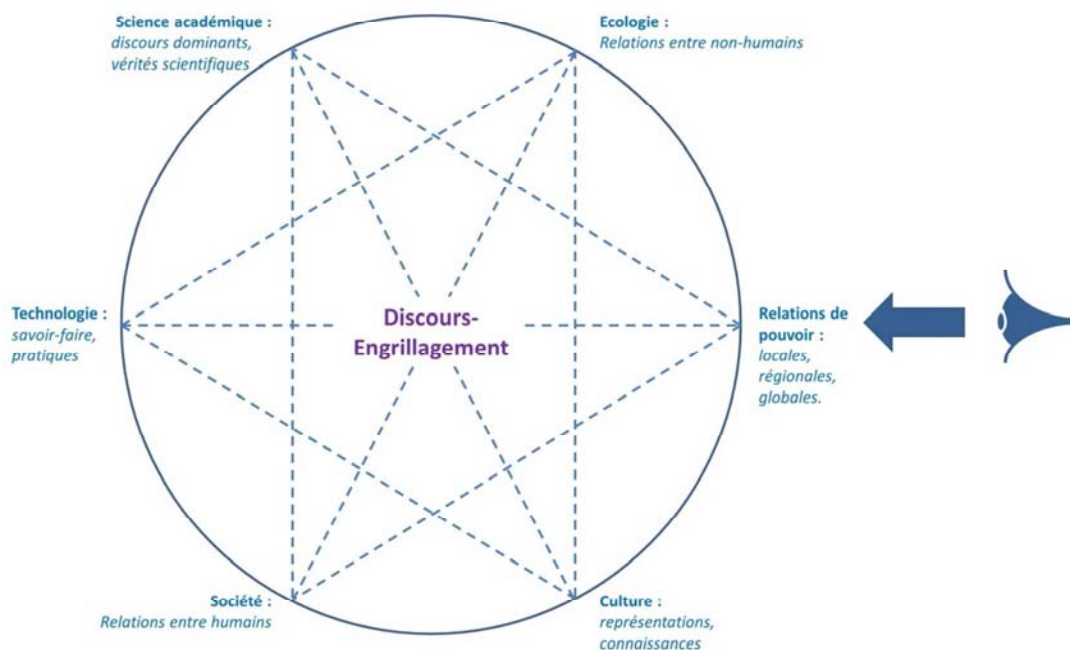 Science académique :
discours dominants,
vérités scientifiques
Ecologie :
Relations entre non-humains
Technologie :
savoir-faire,
pratiques
Discours-
Engrillagement
Relations de
pouvoir :
locales,
régionales,
globales.
Société :
Relations entre humains
Culture :
représentations,
connaissances